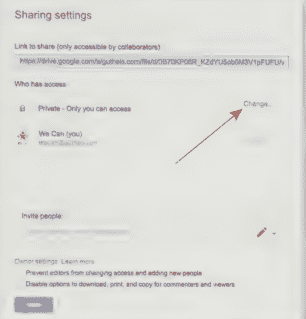 Sharing settings
Link to share (only accessible by collaborators)
Who has access
Private - Only you can access
Change...
We Can (you)
Invite people:
Owner settings Learn more
Prevent editors from changing access and adding new people
Disable options to download, print, and copy for commenters and viewers